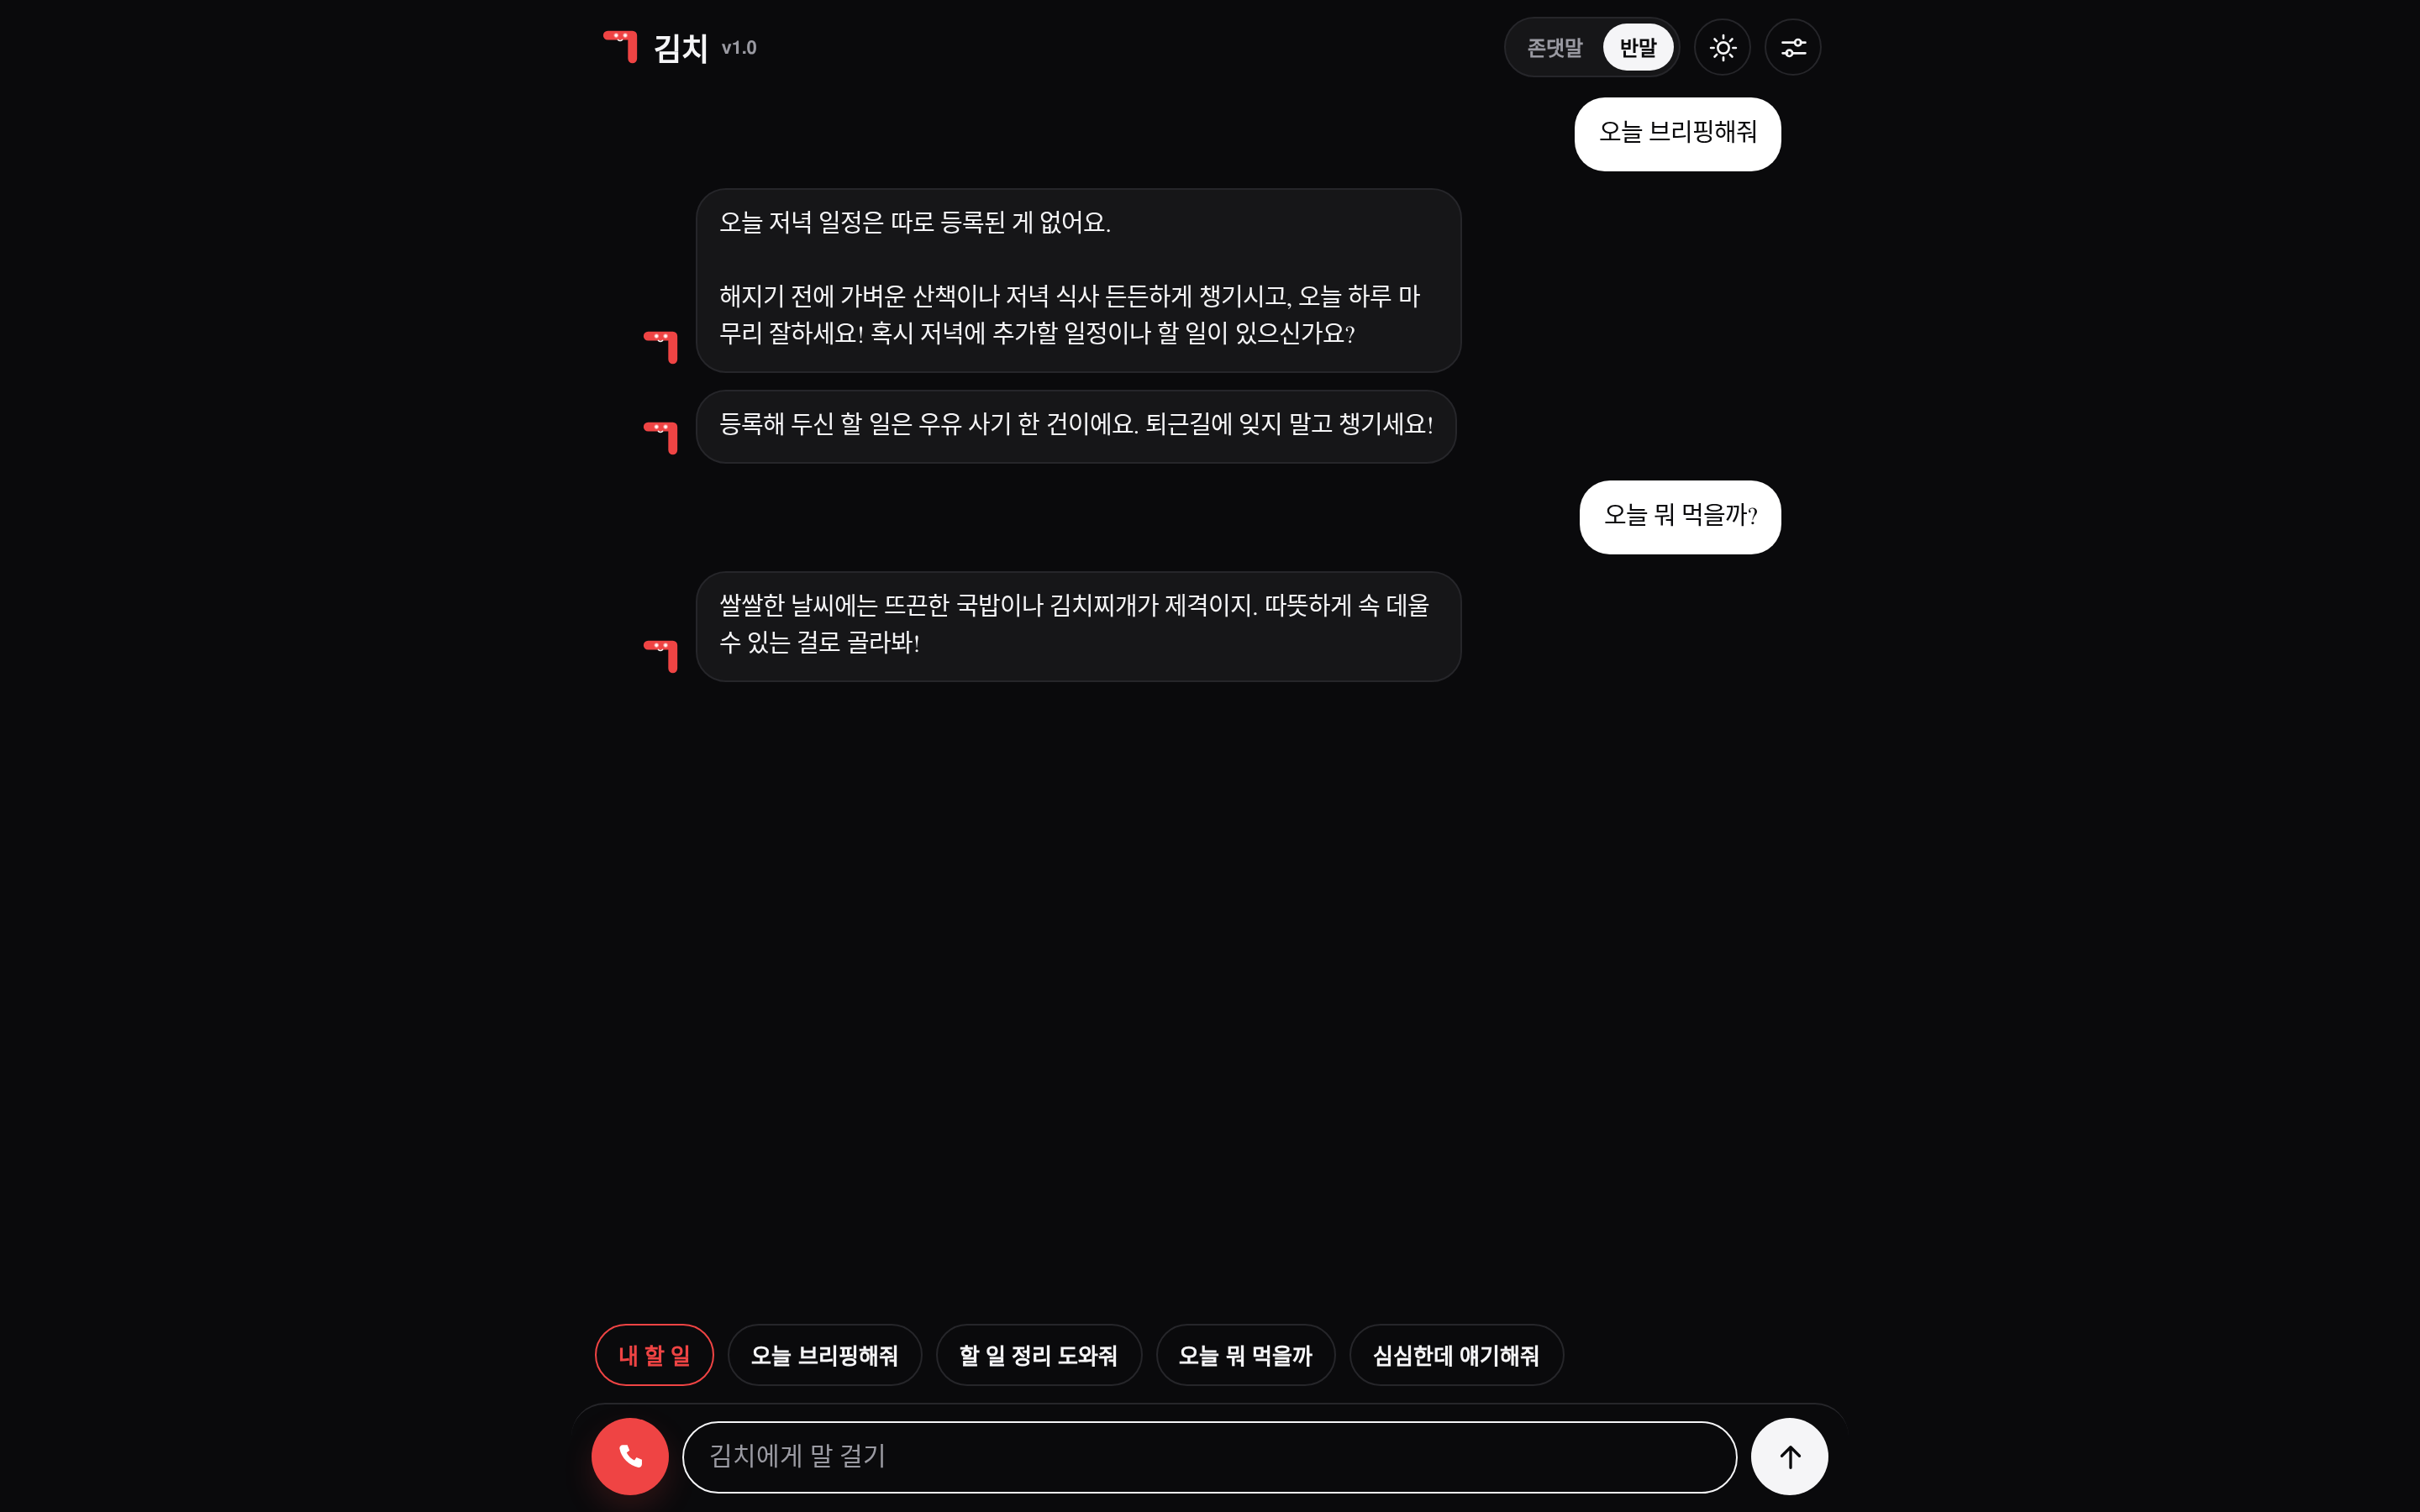 김치 v1.0
존댓말 반말
오늘 브리핑해줘
오늘 저녁 일정은 따로 등록된 게 없어요.
해지기 전에 가벼운 산책이나 저녁 식사 든든하게 챙기시고, 오늘 하루 마
무리 잘하세요! 혹시 저녁에 추가할 일정이나 할 일이 있으신가요?
등록해 두신 할 일은 우유 사기 한 건이에요. 퇴근길에 잊지 말고 챙기세요!
오늘 뭐 먹을까?
쌀쌀한 날씨에는 뜨끈한 국밥이나 김치찌개가 제격이지. 따뜻하게 속 데울
수 있는 걸로 골라봐!
내 할 일 오늘 브리핑해줘 할 일 정리 도와줘 오늘 뭐 먹을까 심심한데 얘기해줘
김치에게 말 걸기